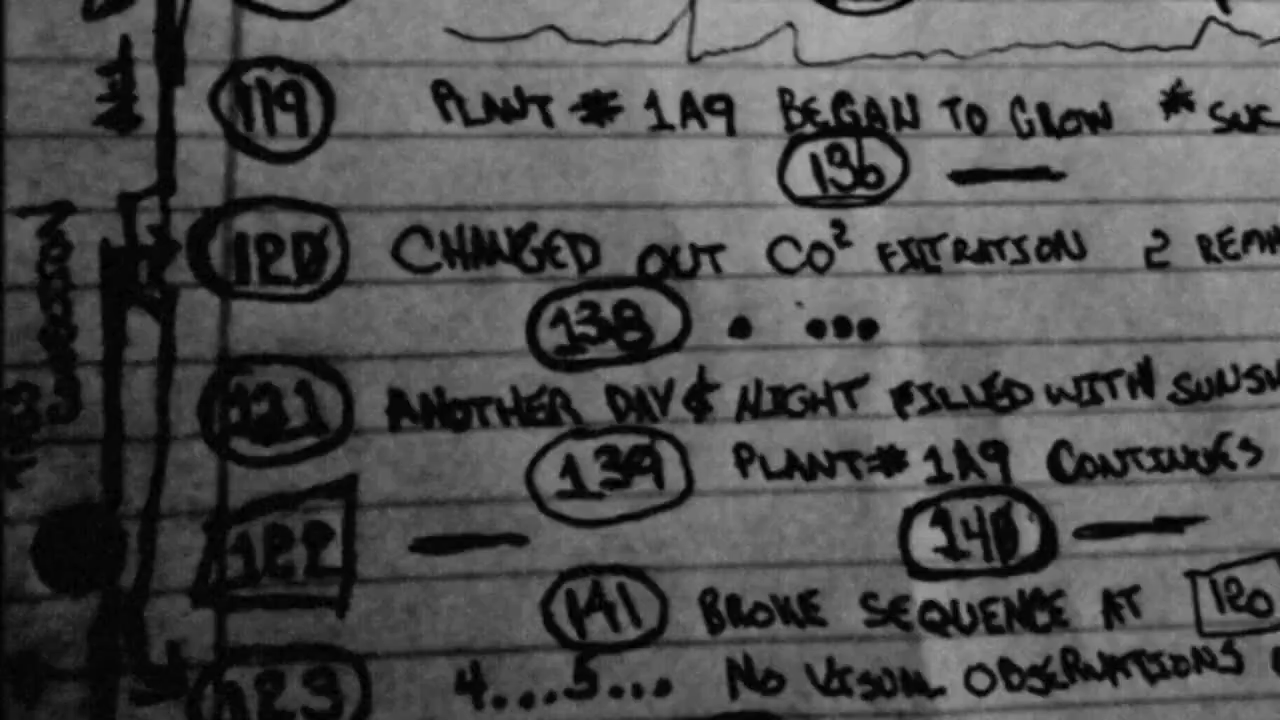 119 PLANT # 1A9 BEGAN TO GROW *
136 —
120 CHANGED OUT CO² FILTRATION 2
138 • •••
121 ANOTHER DAY & NIGHT FILLED WITH
139 PLANT# 1A9 CONTINUES
122 — 140 —
141 BROKE SEQUENCE AT 120
123 4....5... NO VISUAL OBSERVATIONS